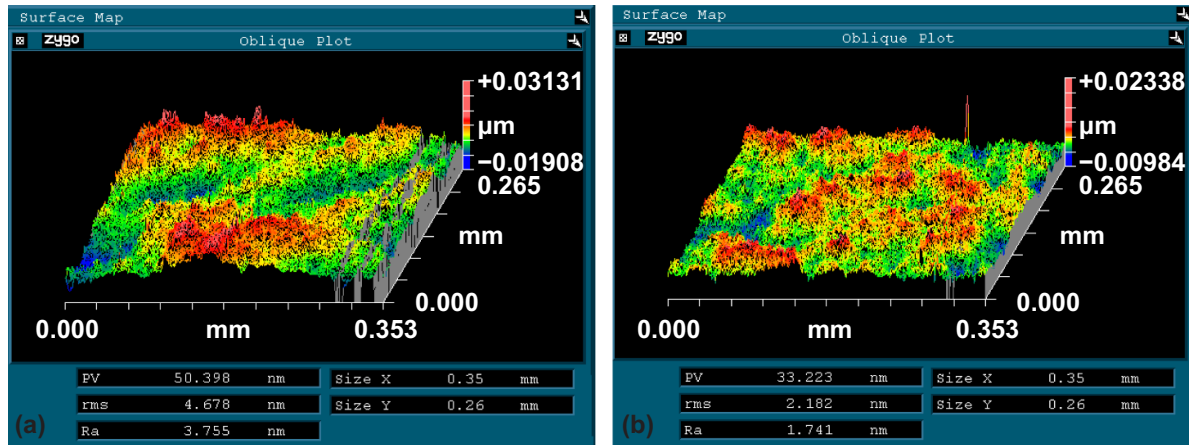 Surface Map
zygo Oblique Plot
+0.03131
µm
−0.01908
0.265
mm
0.000
0.000 mm 0.353
PV 50.398 nm Size X 0.35 mm
rms 4.678 nm Size Y 0.26 mm
Ra 3.755 nm
(a)
Surface Map
zygo Oblique Plot
+0.02338
µm
−0.00984
0.265
mm
0.000
0.000 mm 0.353
PV 33.223 nm Size X 0.35 mm
rms 2.182 nm Size Y 0.26 mm
Ra 1.741 nm
(b)